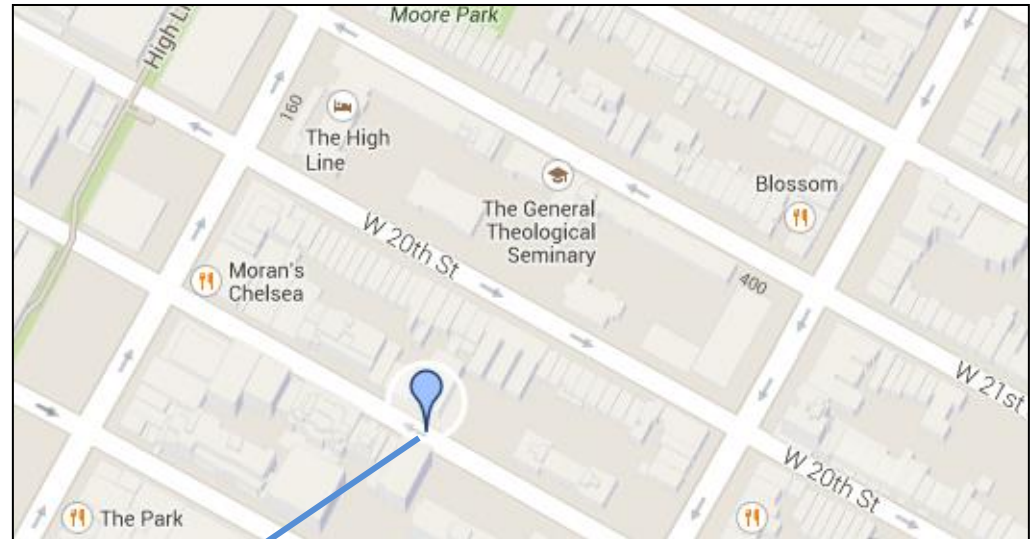 Moore Park
High Li
160
The High
Line
Blossom
The General
Theological
Seminary
W 20th St
400
Moran's
Chelsea
W 21st
W 20th St
The Park